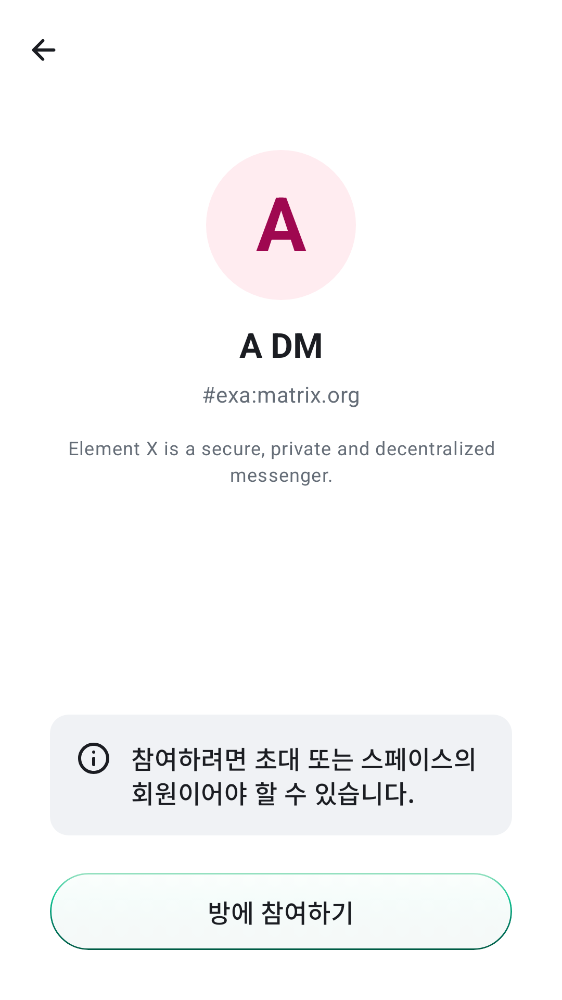 A
A DM
#exa:matrix.org
Element X is a secure, private and decentralized
messenger.
참여하려면 초대 또는 스페이스의
회원이어야 할 수 있습니다.
방에 참여하기